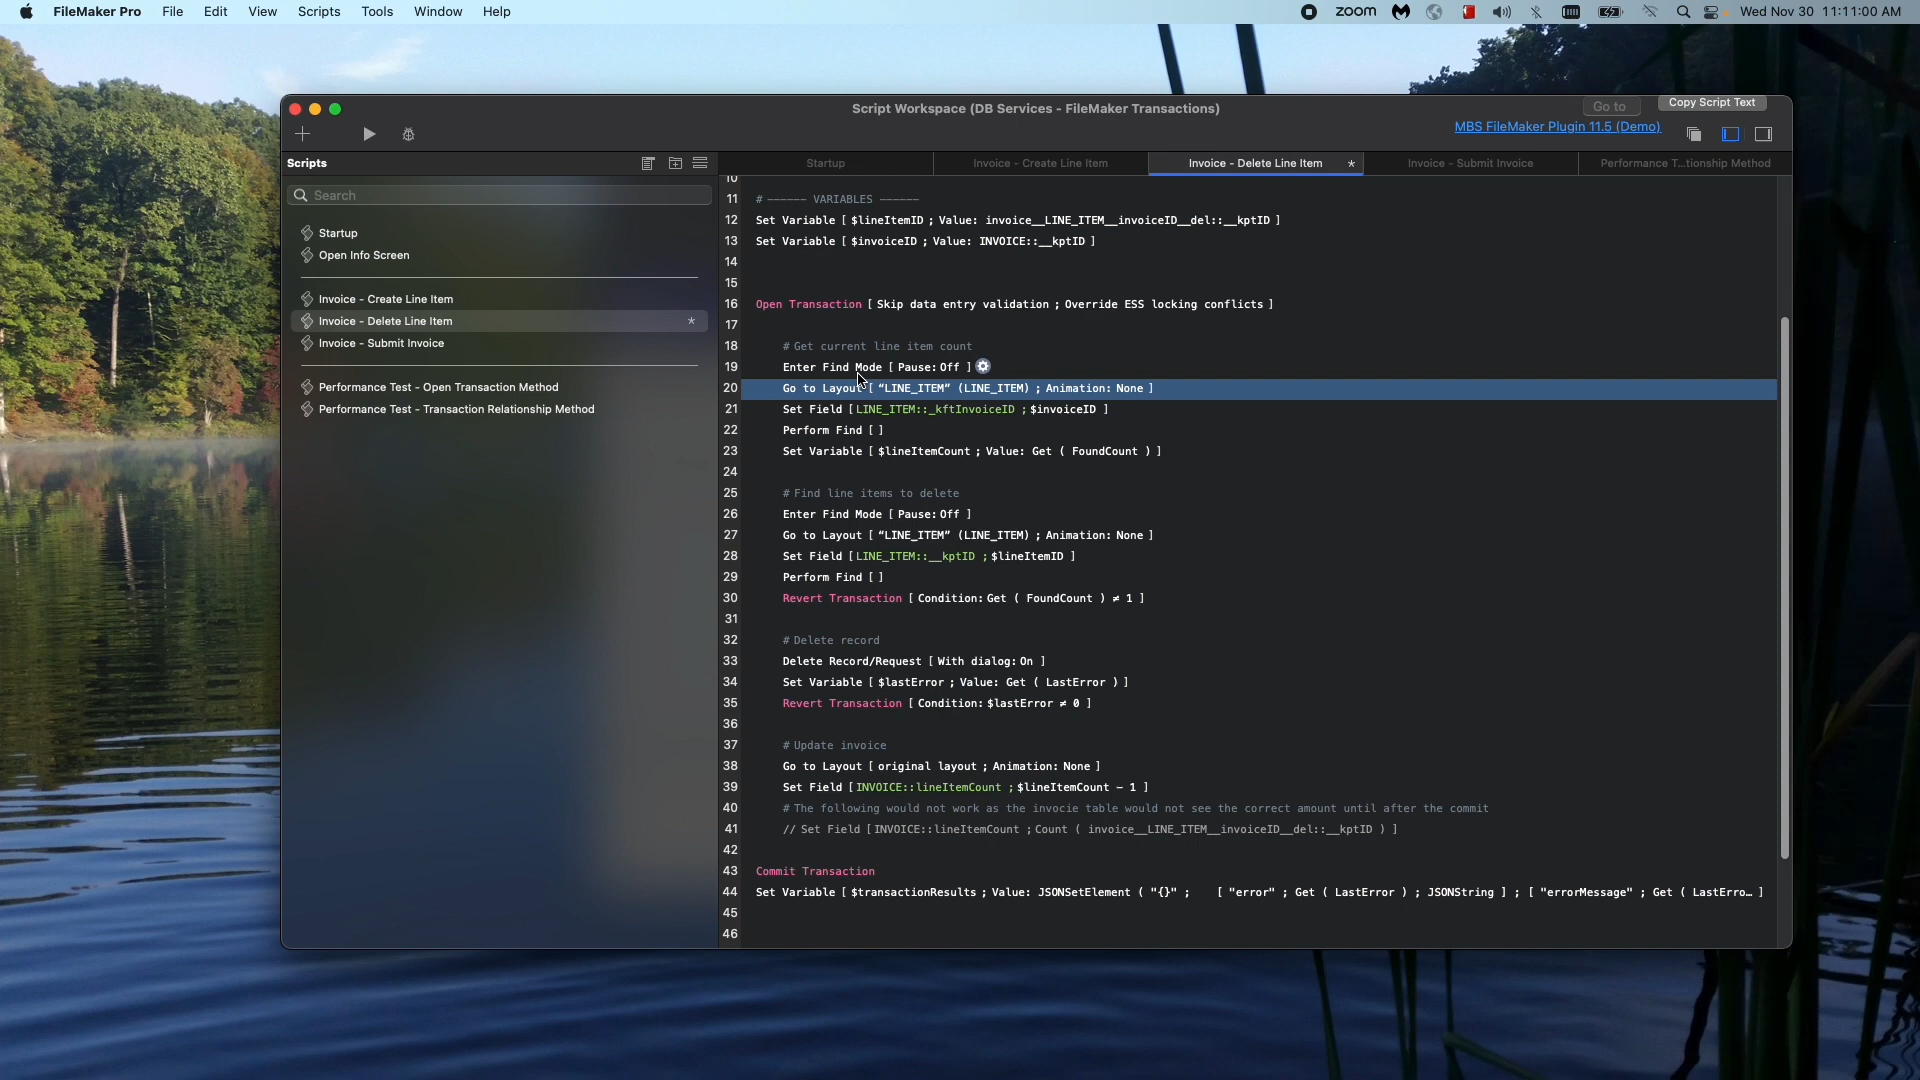 FileMaker Pro File Edit View Scripts Tools Window Help zoom Wed Nov 30 11:11:00 AM
Script Workspace (DB Services - FileMaker Transactions) Go to Copy Script Text
MBS FileMaker Plugin 11.5 (Demo)
Scripts
Startup Invoice - Create Line Item Invoice - Delete Line Item * Invoice - Submit Invoice Performance T...tionship Method
Search
Startup
Open Info Screen
Invoice - Create Line Item
Invoice - Delete Line Item *
Invoice - Submit Invoice
Performance Test - Open Transaction Method
Performance Test - Transaction Relationship Method
10
11 # —————— VARIABLES ——————
12 Set Variable [ $lineItemID ; Value: invoice__LINE_ITEM__invoiceID__del::__kptID ]
13 Set Variable [ $invoiceID ; Value: INVOICE::__kptID ]
14
15
16 Open Transaction [ Skip data entry validation ; Override ESS locking conflicts ]
17
18 # Get current line item count
19 Enter Find Mode [ Pause: Off ]
20 Go to Layout [ “LINE_ITEM” (LINE_ITEM) ; Animation: None ]
21 Set Field [ LINE_ITEM::_kftInvoiceID ; $invoiceID ]
22 Perform Find [ ]
23 Set Variable [ $lineItemCount ; Value: Get ( FoundCount ) ]
24
25 # Find line items to delete
26 Enter Find Mode [ Pause: Off ]
27 Go to Layout [ “LINE_ITEM” (LINE_ITEM) ; Animation: None ]
28 Set Field [ LINE_ITEM::__kptID ; $lineItemID ]
29 Perform Find [ ]
30 Revert Transaction [ Condition: Get ( FoundCount ) ≠ 1 ]
31
32 # Delete record
33 Delete Record/Request [ With dialog: On ]
34 Set Variable [ $lastError ; Value: Get ( LastError ) ]
35 Revert Transaction [ Condition: $lastError ≠ 0 ]
36
37 # Update invoice
38 Go to Layout [ original layout ; Animation: None ]
39 Set Field [ INVOICE::lineItemCount ; $lineItemCount - 1 ]
40 # The following would not work as the invocie table would not see the correct amount until after the commit
41 // Set Field [ INVOICE::lineItemCount ; Count ( invoice__LINE_ITEM__invoiceID__del::__kptID ) ]
42
43 Commit Transaction
44 Set Variable [ $transactionResults ; Value: JSONSetElement ( "{}" ; [ "error" ; Get ( LastError ) ; JSONString ] ; [ "errorMessage" ; Get ( LastErro… ]
45
46